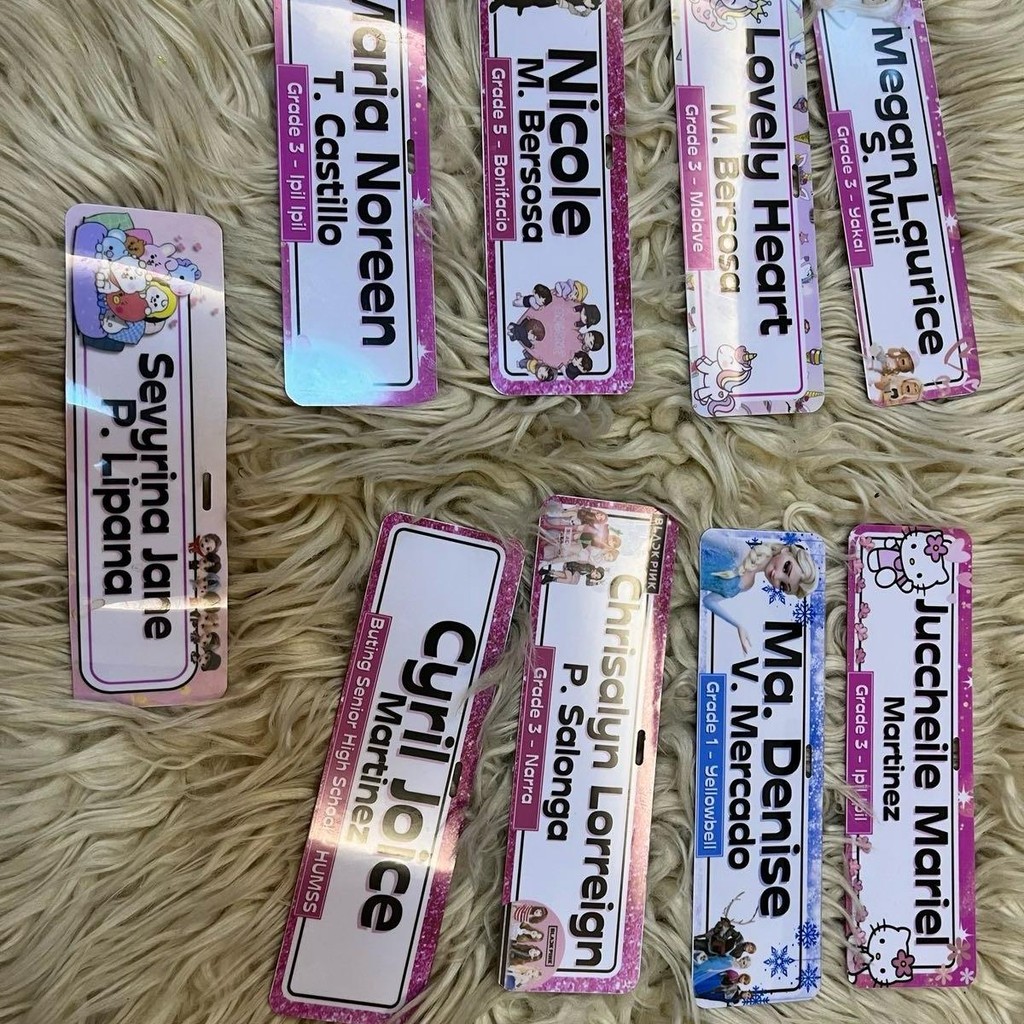 Maria Noreen
T. Castillo
Grade 3 - Ipil Ipil
Nicole
M. Bersosa
Grade 5 - Bonifacio
Lovely Heart
M. Bersosa
Grade 3 - Molave
Megan Laurice
S. Muli
Grade 3 - Yakal
Sevyrina Jane
P. Lipana
Cyril Joice
Martinez
Buting Senior High School - HUMSS
BLACKPINK
Chrisalyn Lorreign
P. Salonga
Grade 3 - Narra
Ma. Denise
V. Mercado
Grade 1 - Yellowbell
Juccheile Mariel
Martinez
Grade 3 - Ipil Ipil